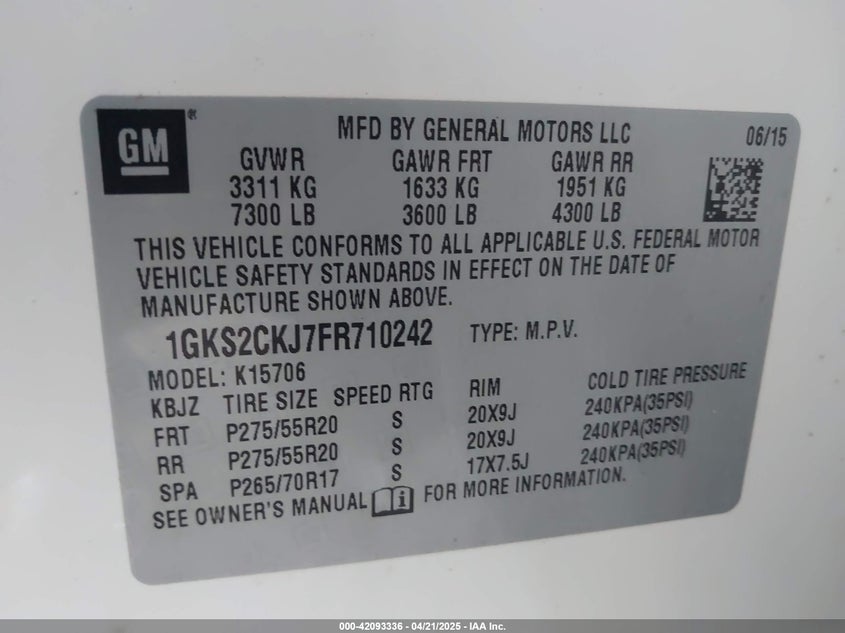 GM®
MFD BY GENERAL MOTORS LLC 06/15
GVWR GAWR FRT GAWR RR
3311 KG 1633 KG 1951 KG
7300 LB 3600 LB 4300 LB
THIS VEHICLE CONFORMS TO ALL APPLICABLE U.S. FEDERAL MOTOR
VEHICLE SAFETY STANDARDS IN EFFECT ON THE DATE OF
MANUFACTURE SHOWN ABOVE.
1GKS2CKJ7FR710242 TYPE: M.P.V.
MODEL: K15706
KBJZ TIRE SIZE SPEED RTG RIM COLD TIRE PRESSURE
FRT P275/55R20 S 20X9J 240KPA(35PSI)
RR P275/55R20 S 20X9J 240KPA(35PSI)
SPA P265/70R17 S 17X7.5J 240KPA(35PSI)
SEE OWNER'S MANUAL i FOR MORE INFORMATION.
000-42093336 - 04/21/2025 - IAA Inc.